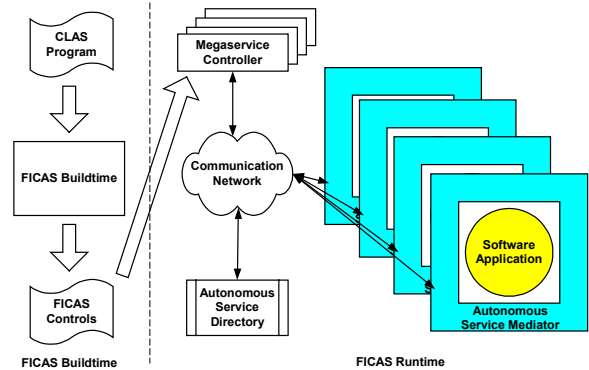 CLAS
Program
FICAS Buildtime
FICAS
Controls
FICAS Buildtime
Megaservice
Controller
Communication
Network
Autonomous
Service
Directory
Software
Application
Autonomous
Service Mediator
FICAS Runtime